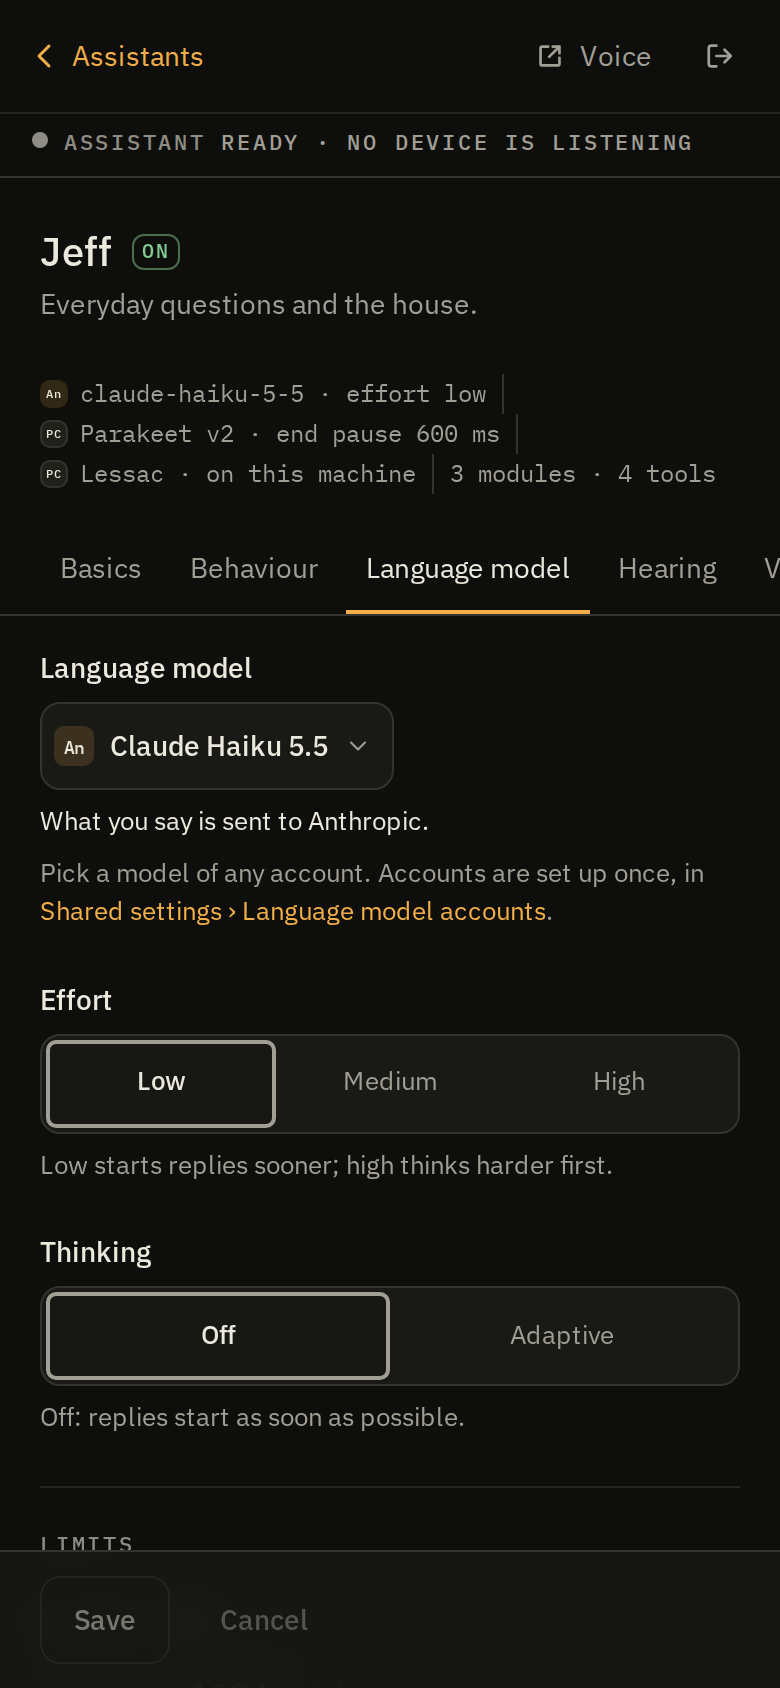 Assistants
Voice
ASSISTANT READY · NO DEVICE IS LISTENING
Jeff ON
Everyday questions and the house.
An claude-haiku-5-5 · effort low
PC Parakeet v2 · end pause 600 ms
PC Lessac · on this machine 3 modules · 4 tools
Basics Behaviour Language model Hearing V
Language model
An Claude Haiku 5.5
What you say is sent to Anthropic.
Pick a model of any account. Accounts are set up once, in
Shared settings › Language model accounts.
Effort
Low Medium High
Low starts replies sooner; high thinks harder first.
Thinking
Off Adaptive
Off: replies start as soon as possible.
LIMITS
Save Cancel